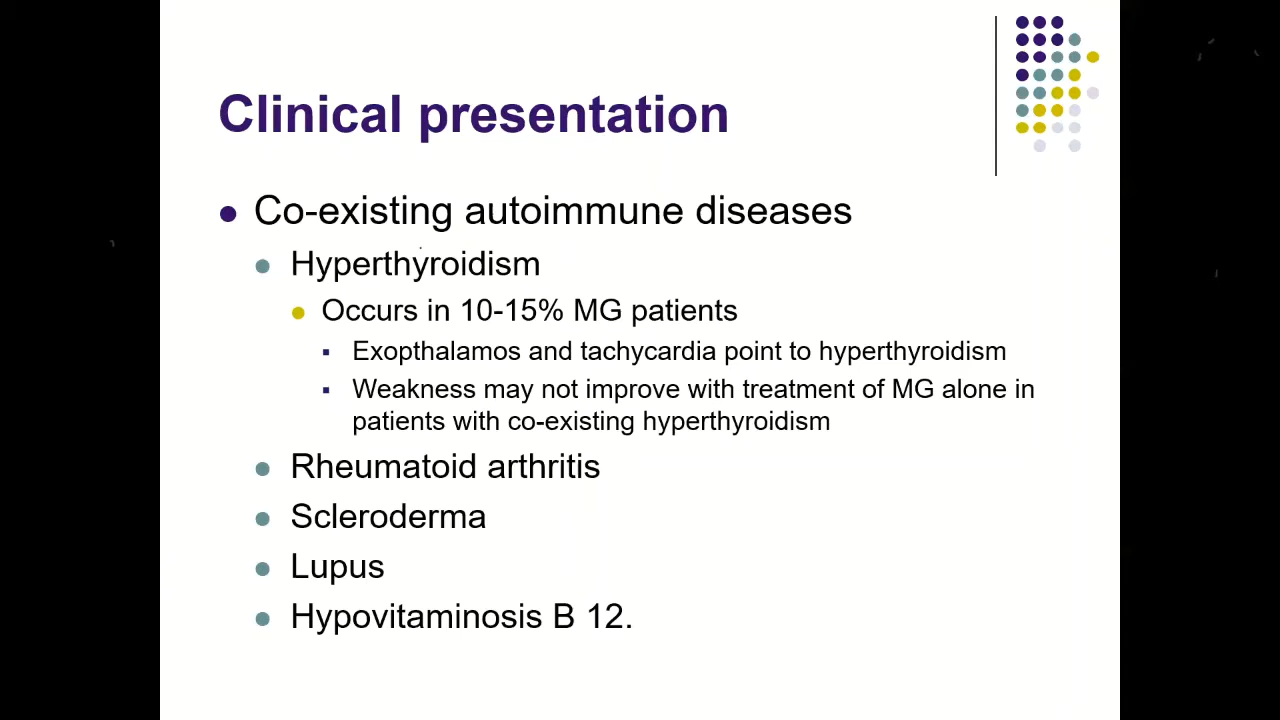 Clinical presentation
Co-existing autoimmune diseases
Hyperthyroidism
Occurs in 10-15% MG patients
Exopthalamos and tachycardia point to hyperthyroidism
Weakness may not improve with treatment of MG alone in
patients with co-existing hyperthyroidism
Rheumatoid arthritis
Scleroderma
Lupus
Hypovitaminosis B 12.